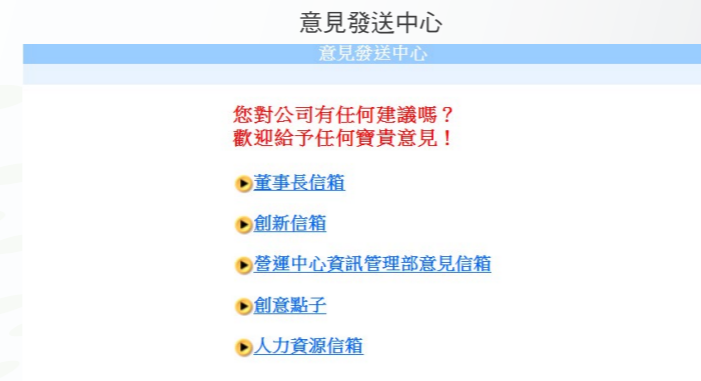 意見發送中心
意見發送中心
您對公司有任何建議嗎？
歡迎給予任何寶貴意見！
董事長信箱
創新信箱
營運中心資訊管理部意見信箱
創意點子
人力資源信箱